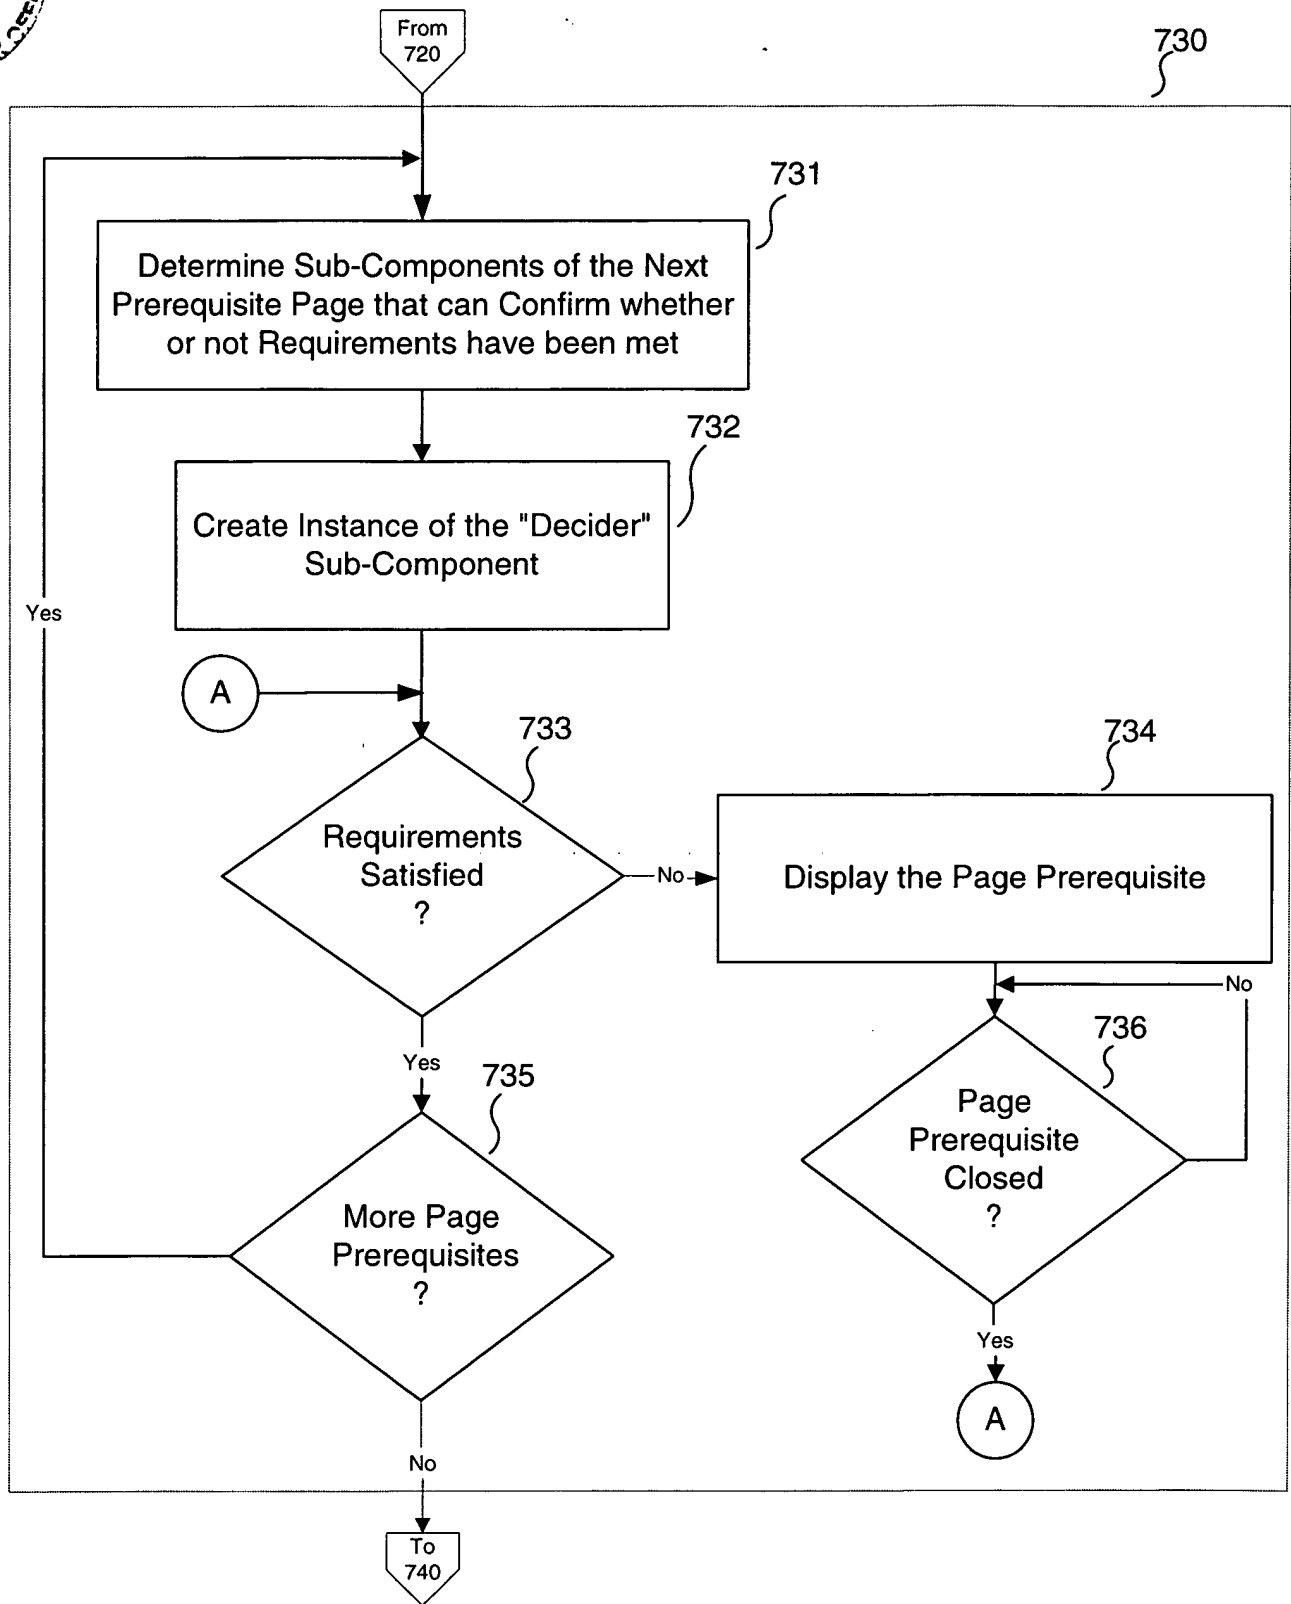 From
720
730
731
Determine Sub-Components of the Next
Prerequisite Page that can Confirm whether
or not Requirements have been met
732
Create Instance of the "Decider"
Sub-Component
Yes
A
733
Requirements
Satisfied
?
No
734
Display the Page Prerequisite
No
736
Page
Prerequisite
Closed
?
Yes
735
More Page
Prerequisites
?
Yes
A
No
To
740